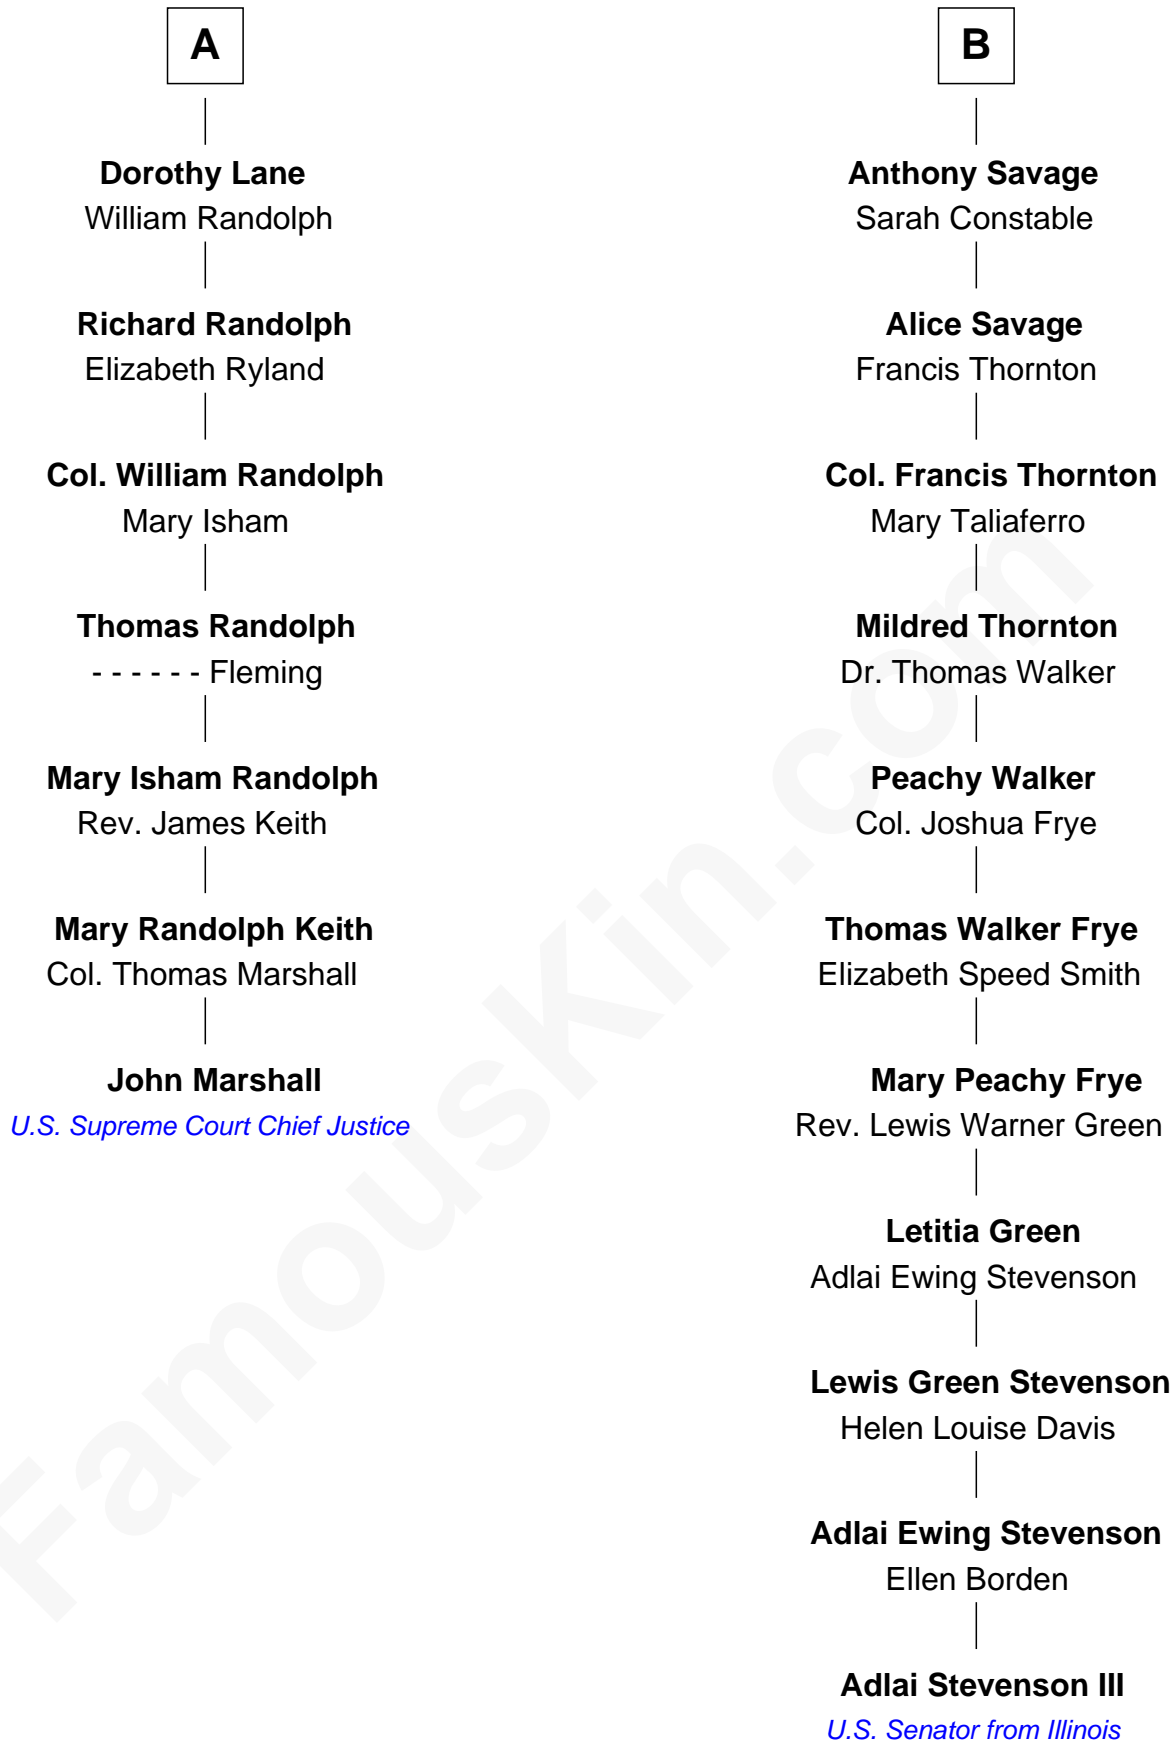 A
Dorothy Lane
William Randolph
Richard Randolph
Elizabeth Ryland
Col. William Randolph
Mary Isham
Thomas Randolph
- - - - - - Fleming
Mary Isham Randolph
Rev. James Keith
Mary Randolph Keith
Col. Thomas Marshall
John Marshall
U.S. Supreme Court Chief Justice
B
Anthony Savage
Sarah Constable
Alice Savage
Francis Thornton
Col. Francis Thornton
Mary Taliaferro
Mildred Thornton
Dr. Thomas Walker
Peachy Walker
Col. Joshua Frye
Thomas Walker Frye
Elizabeth Speed Smith
Mary Peachy Frye
Rev. Lewis Warner Green
Letitia Green
Adlai Ewing Stevenson
Lewis Green Stevenson
Helen Louise Davis
Adlai Ewing Stevenson
Ellen Borden
Adlai Stevenson III
U.S. Senator from Illinois
FamousKin.com